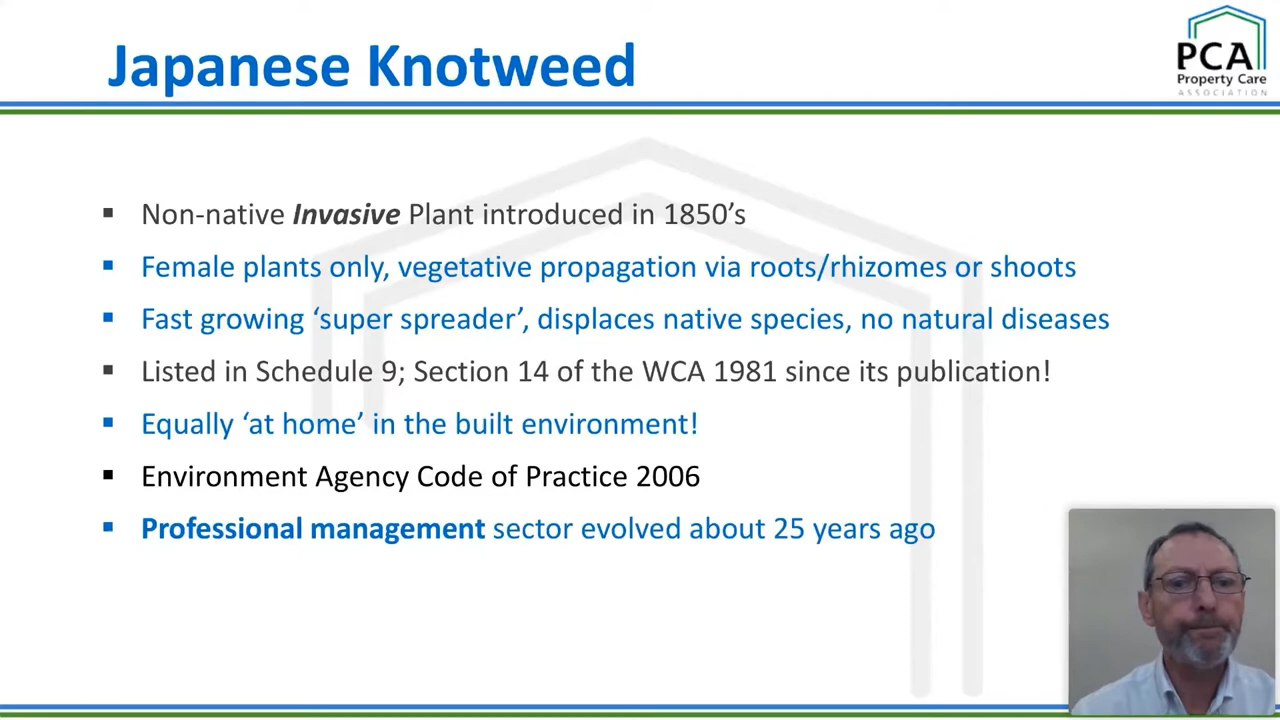 Japanese Knotweed
PCA
Property Care
ASSOCIATION
Non-native Invasive Plant introduced in 1850’s
Female plants only, vegetative propagation via roots/rhizomes or shoots
Fast growing ‘super spreader’, displaces native species, no natural diseases
Listed in Schedule 9; Section 14 of the WCA 1981 since its publication!
Equally ‘at home’ in the built environment!
Environment Agency Code of Practice 2006
Professional management sector evolved about 25 years ago